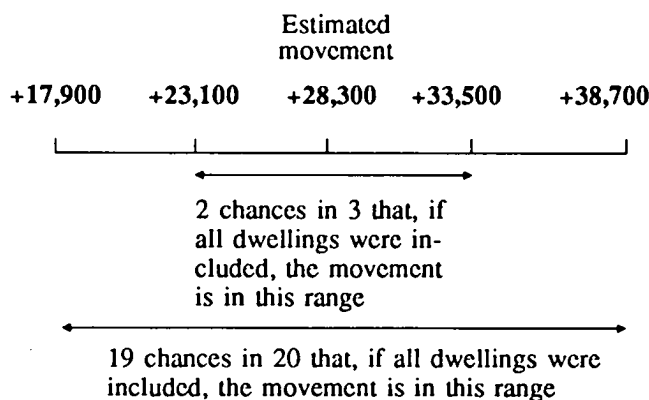 Estimated
movement
+17,900 +23,100 +28,300 +33,500 +38,700
2 chances in 3 that, if
all dwellings were in-
cluded, the movement
is in this range
19 chances in 20 that, if all dwellings were
included, the movement is in this range